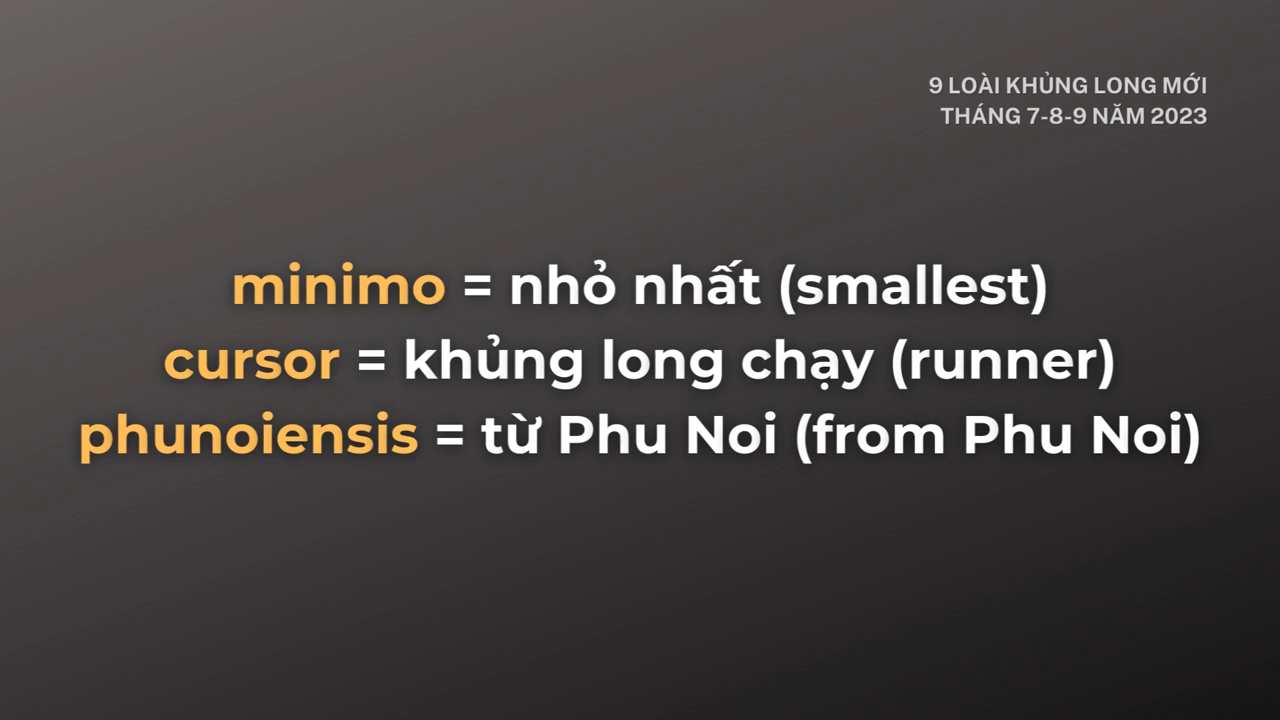 9 LOÀI KHỦNG LONG MỚI
THÁNG 7-8-9 NĂM 2023
minimo = nhỏ nhất (smallest)
cursor = khủng long chạy (runner)
phunoiensis = từ Phu Noi (from Phu Noi)